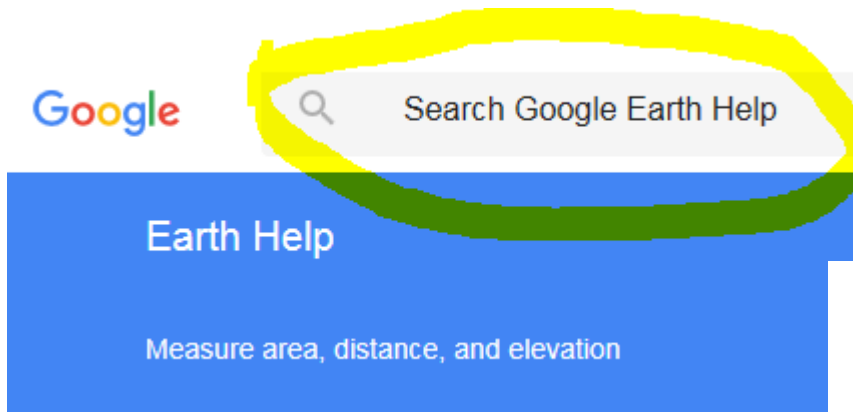 Google
Search Google Earth Help
Earth Help
Measure area, distance, and elevation